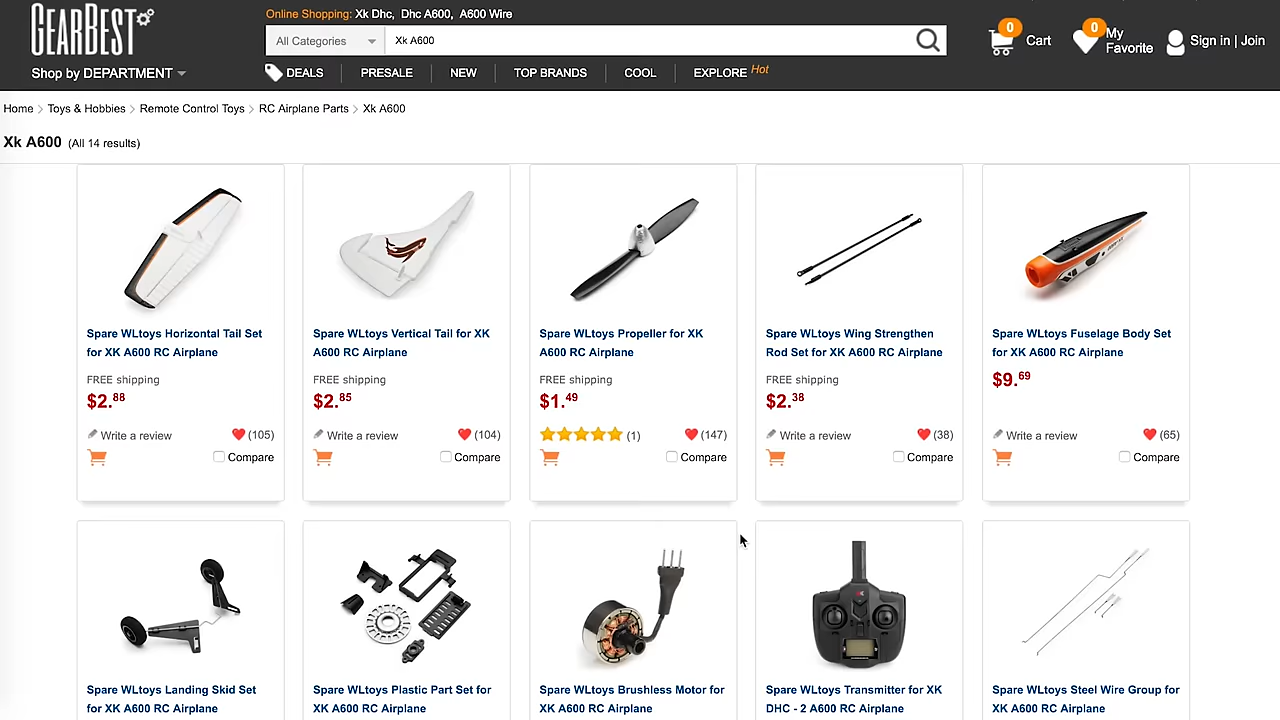 GEARBEST
Online Shopping: Xk Dhc, Dhc A600, A600 Wire
All Categories
Xk A600
0
Cart
0
My
Favorite
Sign in | Join
Shop by DEPARTMENT
DEALS
PRESALE
NEW
TOP BRANDS
COOL
EXPLORE Hot
Home > Toys & Hobbies > Remote Control Toys > RC Airplane Parts > Xk A600
Xk A600 (All 14 results)
Spare WLtoys Horizontal Tail Set
for XK A600 RC Airplane
FREE shipping
$2.88
Write a review
(105)
Compare
Spare WLtoys Vertical Tail for XK
A600 RC Airplane
FREE shipping
$2.85
Write a review
(104)
Compare
Spare WLtoys Propeller for XK
A600 RC Airplane
FREE shipping
$1.49
(1)
(147)
Compare
Spare WLtoys Wing Strengthen
Rod Set for XK A600 RC Airplane
FREE shipping
$2.38
Write a review
(38)
Compare
Spare WLtoys Fuselage Body Set
for XK A600 RC Airplane
$9.69
Write a review
(65)
Compare
Spare WLtoys Landing Skid Set
for XK A600 RC Airplane
Spare WLtoys Plastic Part Set for
XK A600 RC Airplane
Spare WLtoys Brushless Motor for
XK A600 RC Airplane
Spare WLtoys Transmitter for XK
DHC - 2 A600 RC Airplane
Spare WLtoys Steel Wire Group for
XK A600 RC Airplane